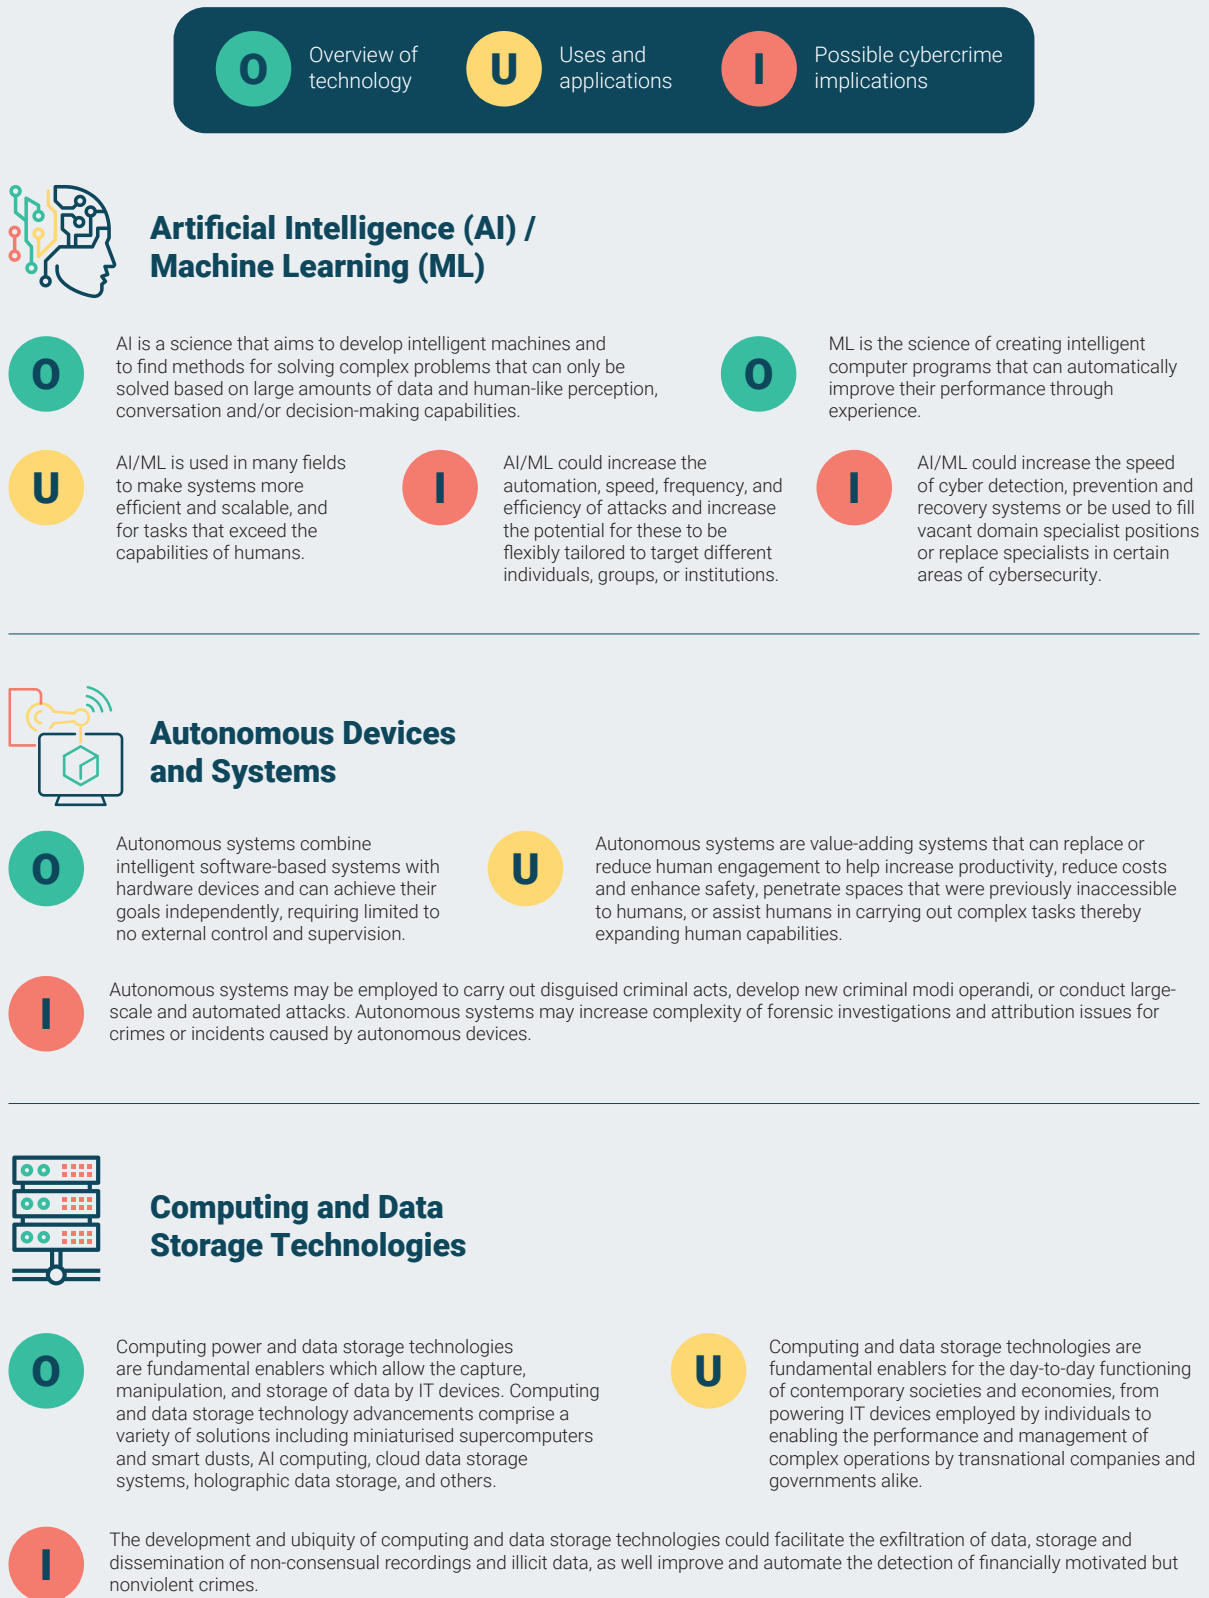 O
Overview of
technology
U
Uses and
applications
I
Possible cybercrime
implications
Artificial Intelligence (AI) /
Machine Learning (ML)
O
AI is a science that aims to develop intelligent machines and
to find methods for solving complex problems that can only be
solved based on large amounts of data and human-like perception,
conversation and/or decision-making capabilities.
O
ML is the science of creating intelligent
computer programs that can automatically
improve their performance through
experience.
U
AI/ML is used in many fields
to make systems more
efficient and scalable, and
for tasks that exceed the
capabilities of humans.
I
AI/ML could increase the
automation, speed, frequency, and
efficiency of attacks and increase
the potential for these to be
flexibly tailored to target different
individuals, groups, or institutions.
I
AI/ML could increase the speed
of cyber detection, prevention and
recovery systems or be used to fill
vacant domain specialist positions
or replace specialists in certain
areas of cybersecurity.
Autonomous Devices
and Systems
O
Autonomous systems combine
intelligent software-based systems with
hardware devices and can achieve their
goals independently, requiring limited to
no external control and supervision.
U
Autonomous systems are value-adding systems that can replace or
reduce human engagement to help increase productivity, reduce costs
and enhance safety, penetrate spaces that were previously inaccessible
to humans, or assist humans in carrying out complex tasks thereby
expanding human capabilities.
I
Autonomous systems may be employed to carry out disguised criminal acts, develop new criminal modi operandi, or conduct large-
scale and automated attacks. Autonomous systems may increase complexity of forensic investigations and attribution issues for
crimes or incidents caused by autonomous devices.
Computing and Data
Storage Technologies
O
Computing power and data storage technologies
are fundamental enablers which allow the capture,
manipulation, and storage of data by IT devices. Computing
and data storage technology advancements comprise a
variety of solutions including miniaturised supercomputers
and smart dusts, AI computing, cloud data storage
systems, holographic data storage, and others.
U
Computing and data storage technologies are
fundamental enablers for the day-to-day functioning
of contemporary societies and economies, from
powering IT devices employed by individuals to
enabling the performance and management of
complex operations by transnational companies and
governments alike.
I
The development and ubiquity of computing and data storage technologies could facilitate the exfiltration of data, storage and
dissemination of non-consensual recordings and illicit data, as well improve and automate the detection of financially motivated but
nonviolent crimes.